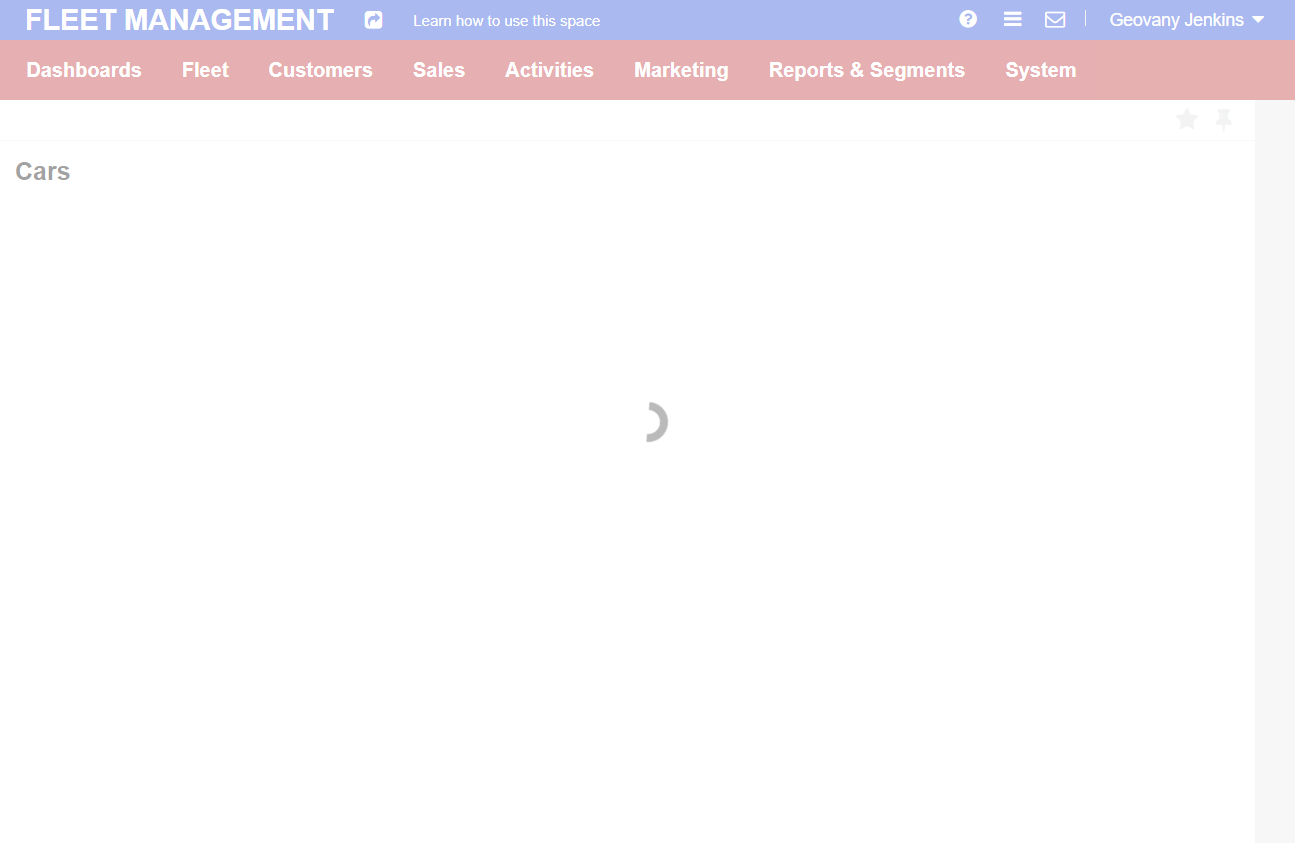 FLEET MANAGEMENT Learn how to use this space Geovany Jenkins
Dashboards Fleet Customers Sales Activities Marketing Reports & Segments System
Cars